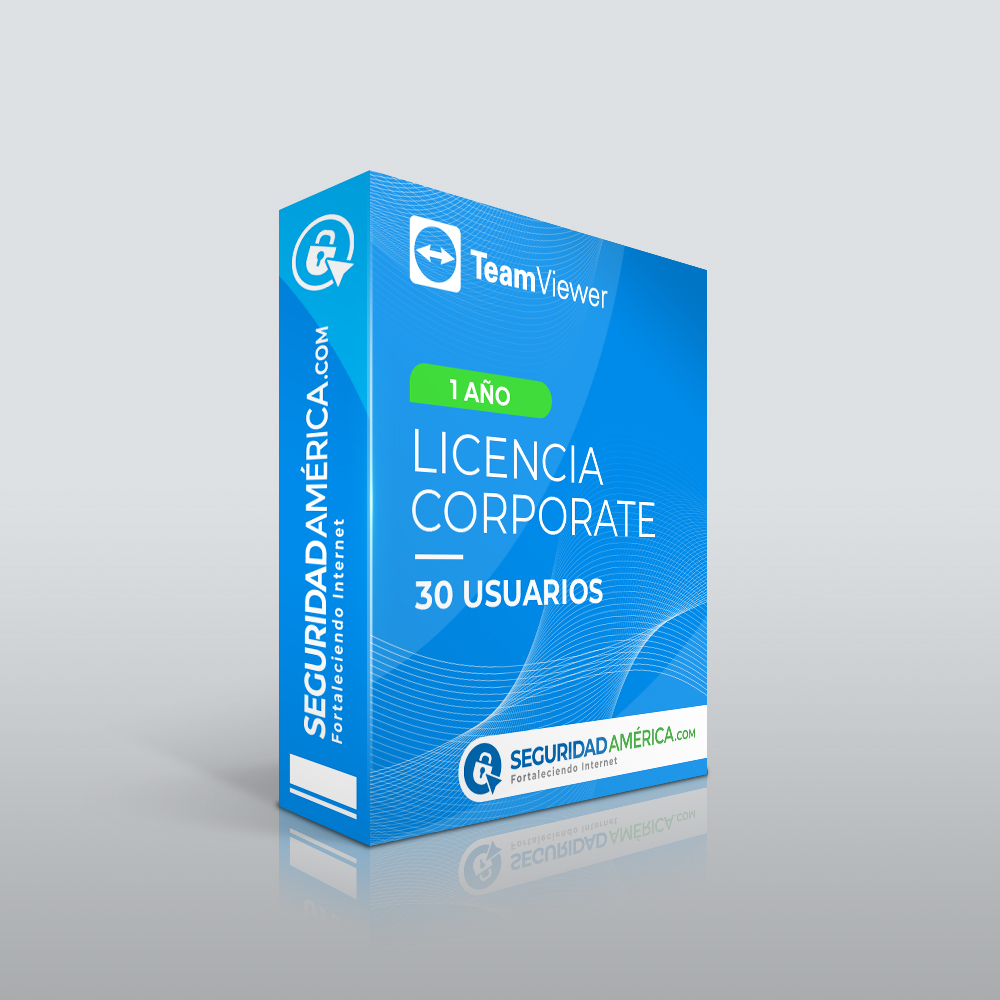 TeamViewer
1 AÑO
LICENCIA
CORPORATE
30 USUARIOS
SEGURIDADAMÉRICA.COM
Fortaleciendo Internet
SEGURIDADAMÉRICA.COM
Fortaleciendo Internet